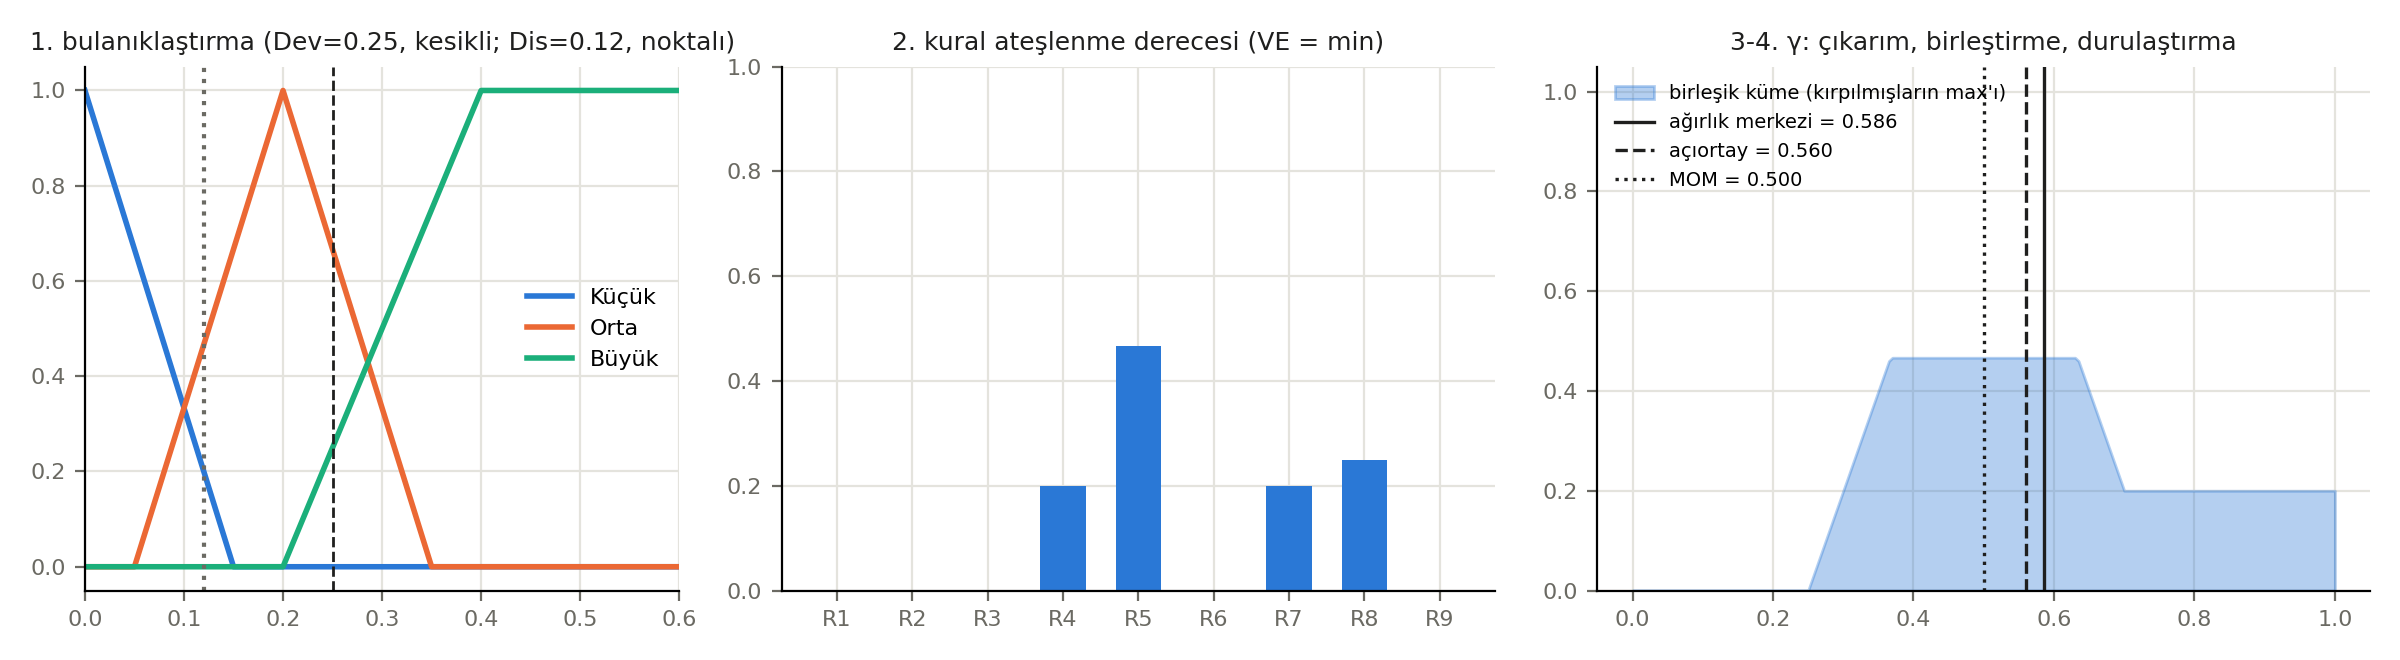 1. bulanıklaştırma (Dev=0.25, kesikli; Dis=0.12, noktalı)
1.0
0.8
0.6
0.4
0.2
0.0
Küçük
Orta
Büyük
0.0 0.1 0.2 0.3 0.4 0.5 0.6
2. kural ateşlenme derecesi (VE = min)
1.0
0.8
0.6
0.4
0.2
0.0
R1 R2 R3 R4 R5 R6 R7 R8 R9
3-4. γ: çıkarım, birleştirme, durulaştırma
1.0
0.8
0.6
0.4
0.2
0.0
birleşik küme (kırpılmışların max'ı)
ağırlık merkezi = 0.586
açıortay = 0.560
MOM = 0.500
0.0 0.2 0.4 0.6 0.8 1.0